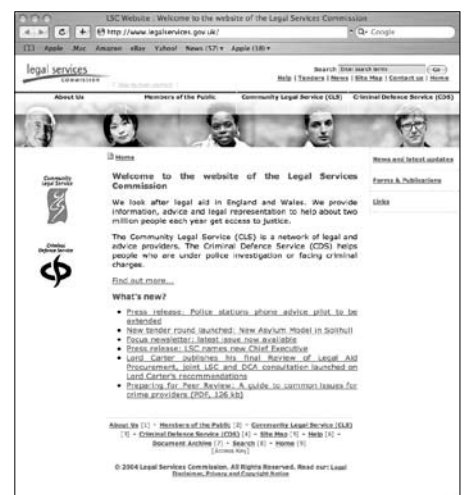 LSC Website : Welcome to the website of the Legal Services Commission
http://www.legalservices.gov.uk/
Google
Apple .Mac Amazon eBay Yahoo! News (57) Apple (18)
legal services
COMMISSION
Search Enter search terms Go
Help | Tenders | News | Site Map | Contact us | Home
About Us Members of the Public Community Legal Service (CLS) Criminal Defence Service (CDS)
Home
News and latest updates
Community
Legal Service
Welcome to the website of the Legal Services
Commission
Forms & Publications
We look after legal aid in England and Wales. We provide
information, advice and legal representation to help about two
million people each year get access to justice.
Links
Criminal
Defence Service
The Community Legal Service (CLS) is a network of legal and
advice providers. The Criminal Defence Service (CDS) helps
people who are under police investigation or facing criminal
charges.
Find out more...
What's new?
• Press release: Police stations phone advice pilot to
be extended
• New tender round launched: New Asylum Model in Solihull
• Focus newsletter: latest issue now available
• Press release: LSC names new Chief Executive
• Lord Carter publishes his final Review of Legal Aid
Procurement, joint LSC and DCA consultation launched on
Lord Carter's recommendations
• Preparing for Peer Review: A guide to common issues for
crime providers (PDF, 126 kb)
About Us [1] - Members of the Public [2] - Community Legal Service (CLS)
[3] - Criminal Defence Service (CDS) [4] - Site Map [5] - Help [6] -
Document Archive [7] - Search [8] - Home [9]
[Access Key]
© 2004 Legal Services Commission. All Rights Reserved. Read our: Legal
Disclaimer, Privacy and Copyright Notice